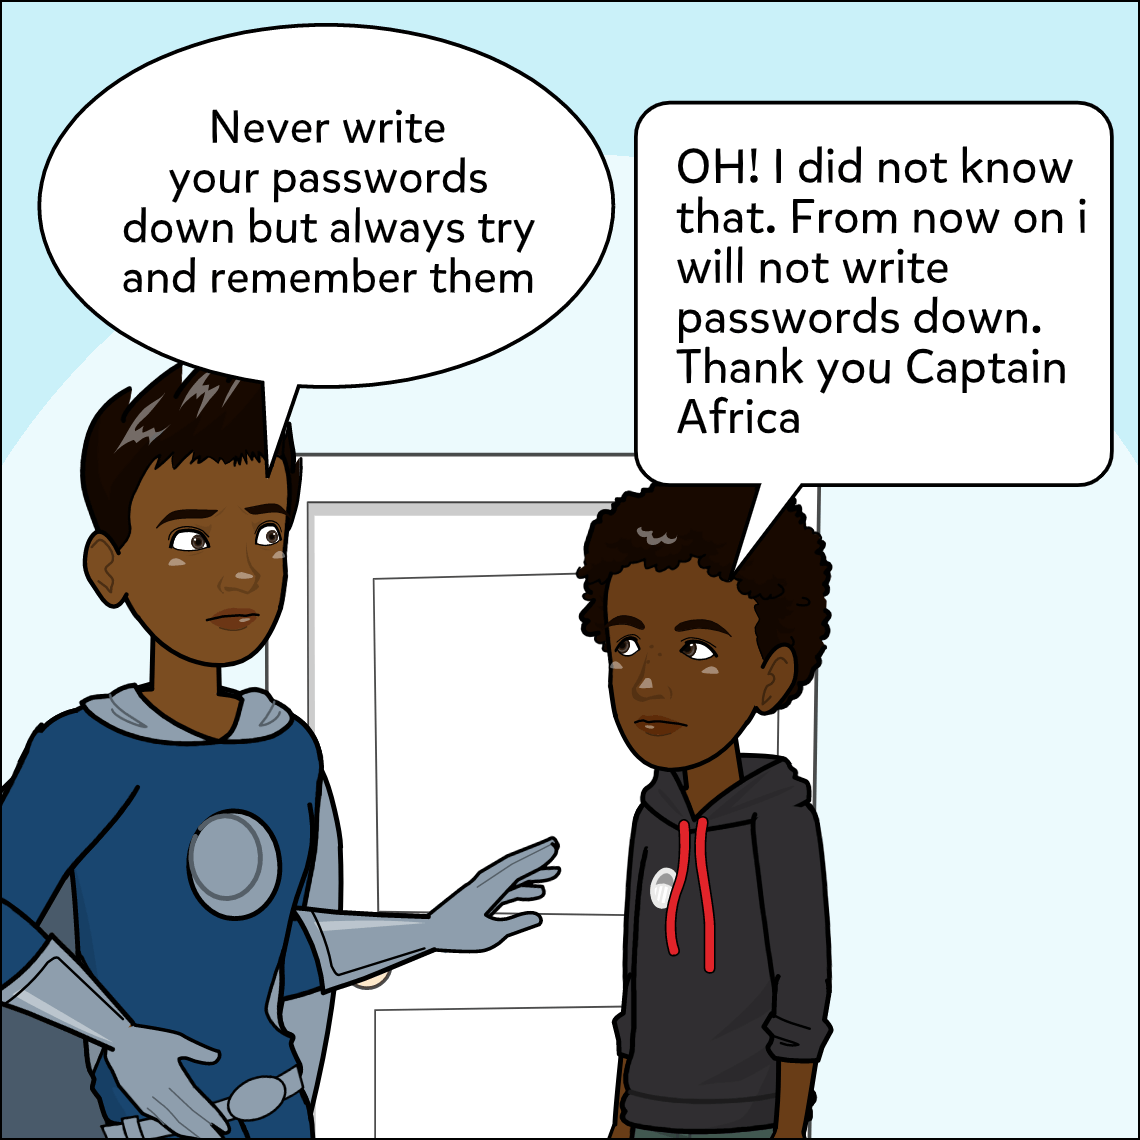 Never write
your passwords
down but always try
and remember them
OH! I did not know
that. From now on i
will not write
passwords down.
Thank you Captain
Africa